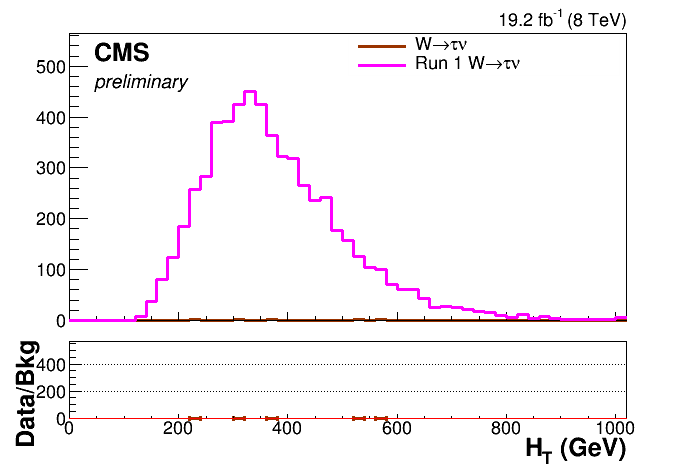 19.2 fb⁻¹ (8 TeV)
CMS
preliminary
W→τν
Run 1 W→τν
500
400
300
200
100
0
Data/Bkg
400
200
0
0 200 400 600 800 1000
H_T (GeV)